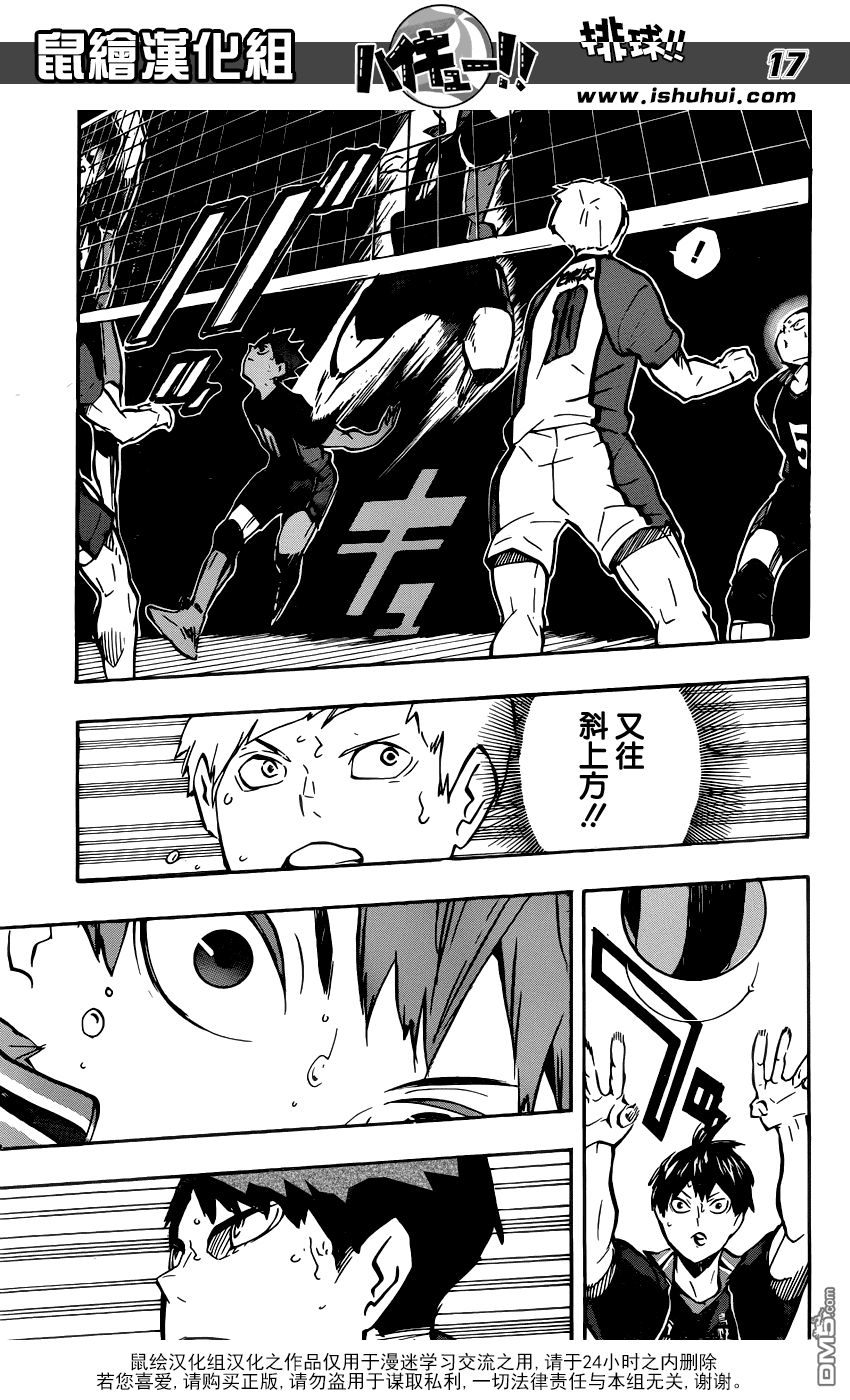 鼠繪漢化組
ハイキュー!!
排球!!
17
www.ishuhui.com
!
キュ
又往
斜上方!!
鼠绘汉化组汉化之作品仅用于漫迷学习交流之用, 请于24小时之内删除
若您喜爱, 请购买正版, 请勿盗用于谋取私利, 一切法律责任与本组无关, 谢谢。
DM5.com